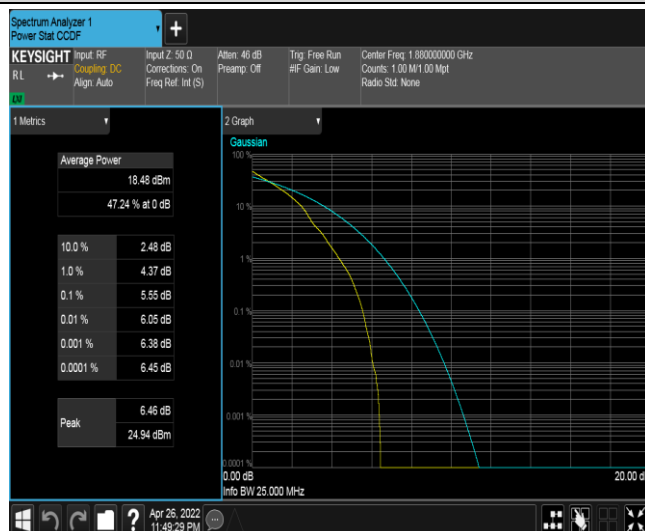 Spectrum Analyzer 1
Power Stat CCDF
KEYSIGHT
RL
Input: RF
Coupling: DC
Align: Auto
Input Z: 50 Ω
Corrections: On
Freq Ref: Int (S)
Atten: 46 dB
Preamp: Off
Trig: Free Run
#IF Gain: Low
Center Freq: 1.880000000 GHz
Counts: 1.00 M/1.00 Mpt
Radio Std: None
1 Metrics
Average Power
18.48 dBm
47.24 % at 0 dB
10.0 % 2.48 dB
1.0 % 4.37 dB
0.1 % 5.55 dB
0.01 % 6.05 dB
0.001 % 6.38 dB
0.0001 % 6.45 dB
Peak
6.46 dB
24.94 dBm
2 Graph
Gaussian
100 %
10 %
1 %
0.1 %
0.01 %
0.001 %
0.0001 %
0.00 dB
20.00 d
Info BW 25.000 MHz
Apr 26, 2022
11:49:29 PM